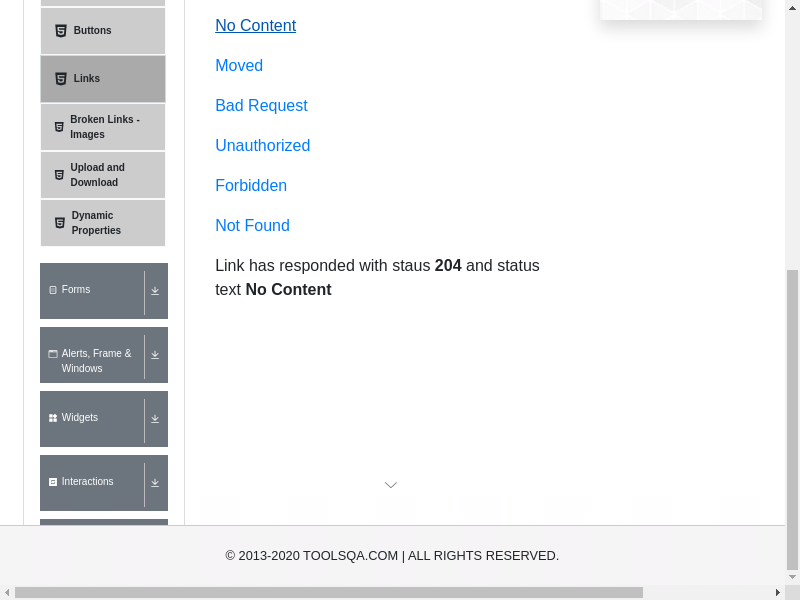 Buttons
Links
Broken Links -
Images
Upload and
Download
Dynamic
Properties
Forms
Alerts, Frame &
Windows
Widgets
Interactions
No Content
Moved
Bad Request
Unauthorized
Forbidden
Not Found
Link has responded with staus 204 and status
text No Content
© 2013-2020 TOOLSQA.COM | ALL RIGHTS RESERVED.